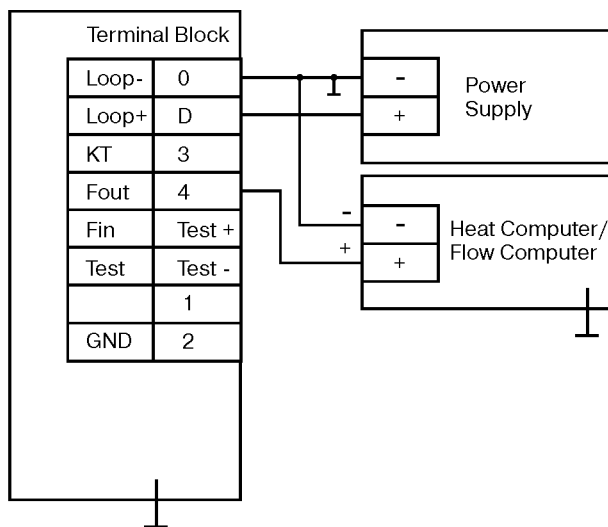 Terminal Block
Loop- 0
Loop+ D
KT 3
Fout 4
Fin Test +
Test Test -
1
GND 2
-
+
Power
Supply
-
+
-
+
Heat Computer/
Flow Computer